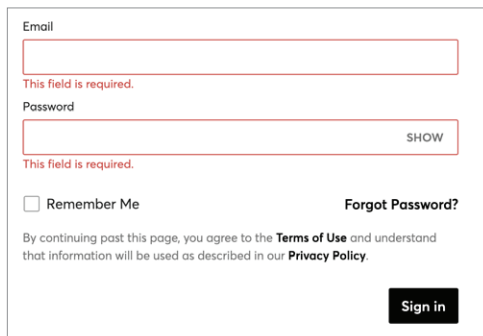 Email
This field is required.
Password
SHOW
This field is required.
Remember Me
Forgot Password?
By continuing past this page, you agree to the Terms of Use and understand
that information will be used as described in our Privacy Policy.
Sign in